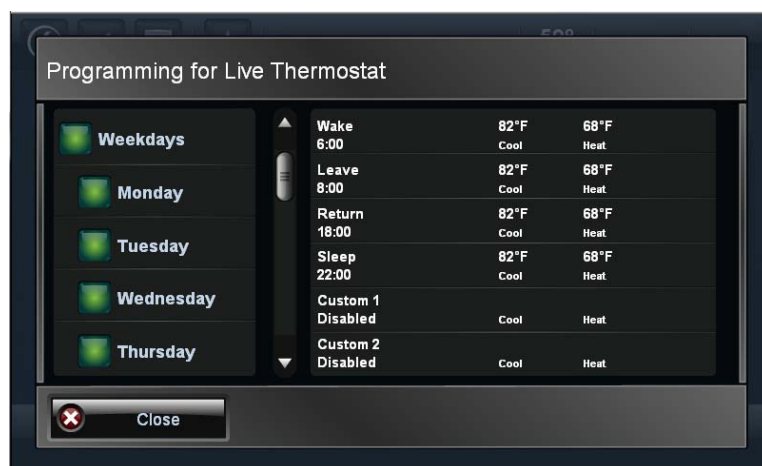 Programming for Live Thermostat
Weekdays
Monday
Tuesday
Wednesday
Thursday
Wake 82°F 68°F
6:00 Cool Heat
Leave 82°F 68°F
8:00 Cool Heat
Return 82°F 68°F
18:00 Cool Heat
Sleep 82°F 68°F
22:00 Cool Heat
Custom 1
Disabled Cool Heat
Custom 2
Disabled Cool Heat
Close